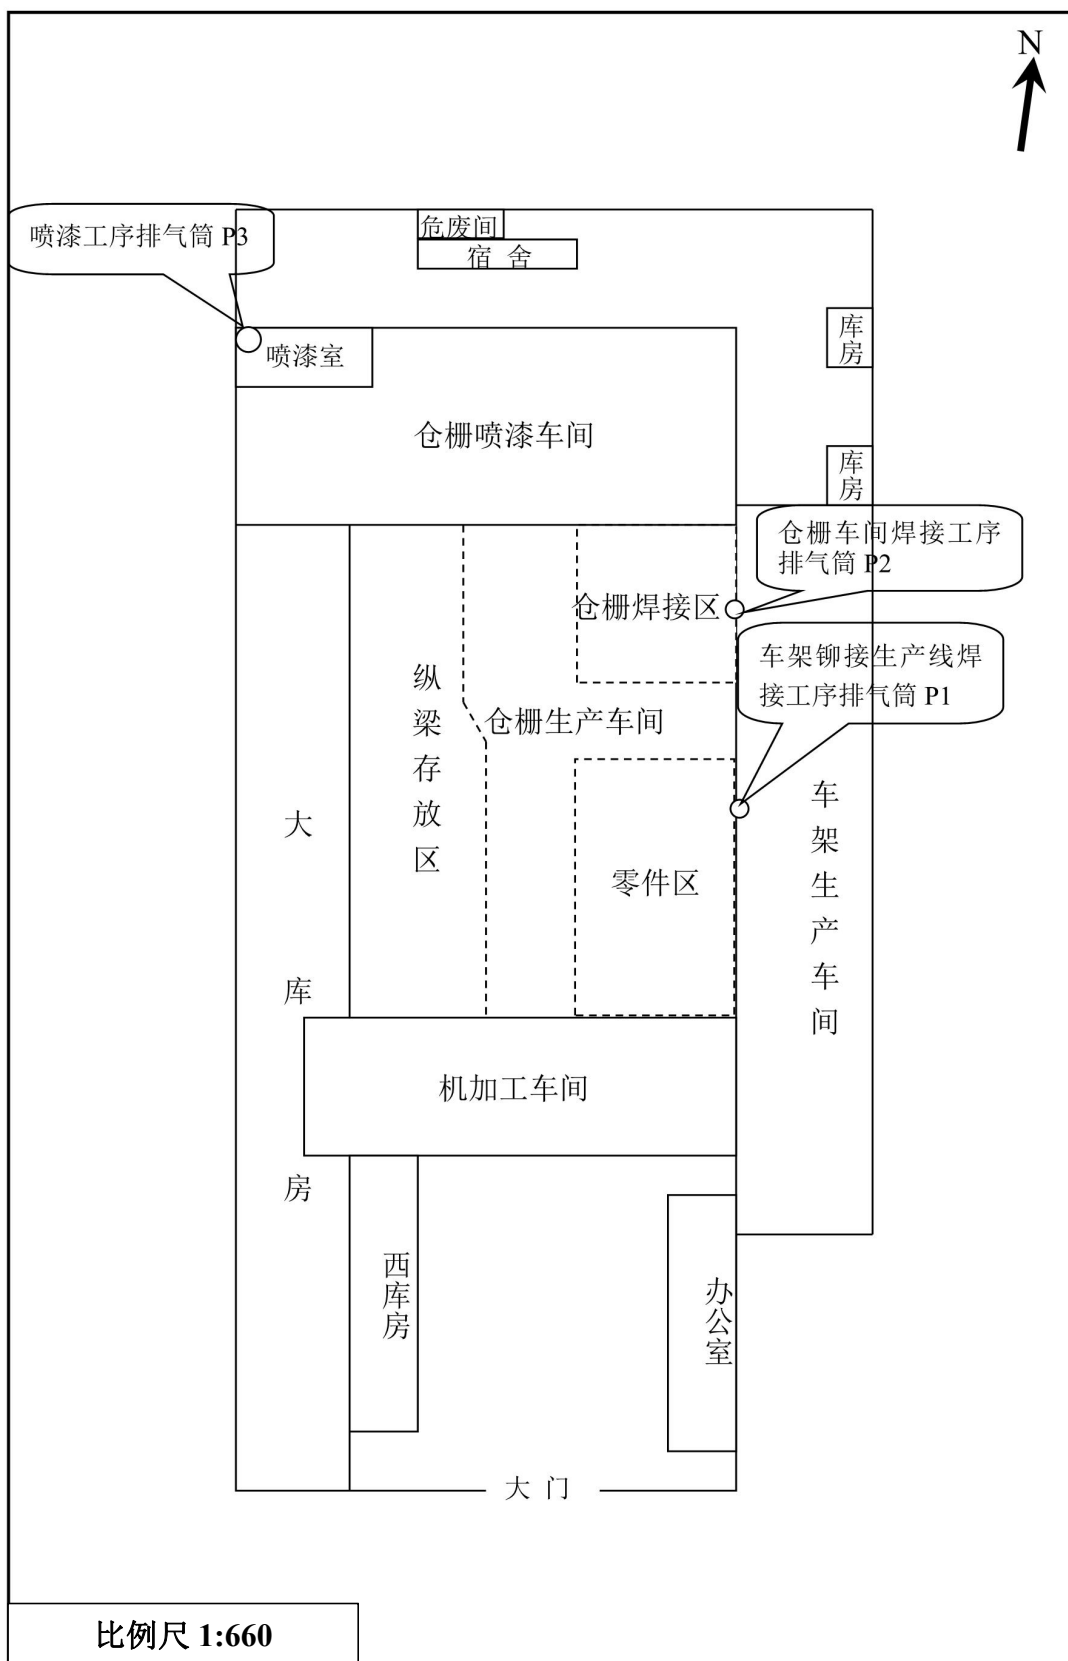 N
喷漆工序排气筒 P3
危废间
宿 舍
库房
喷漆室
仓栅喷漆车间
库房
仓栅车间焊接工序
排气筒 P2
仓栅焊接区
车架铆接生产线焊
接工序排气筒 P1
纵梁存放区
仓栅生产车间
大库房
车架生产车间
零件区
机加工车间
西库房
办公室
大 门
比例尺 1:660